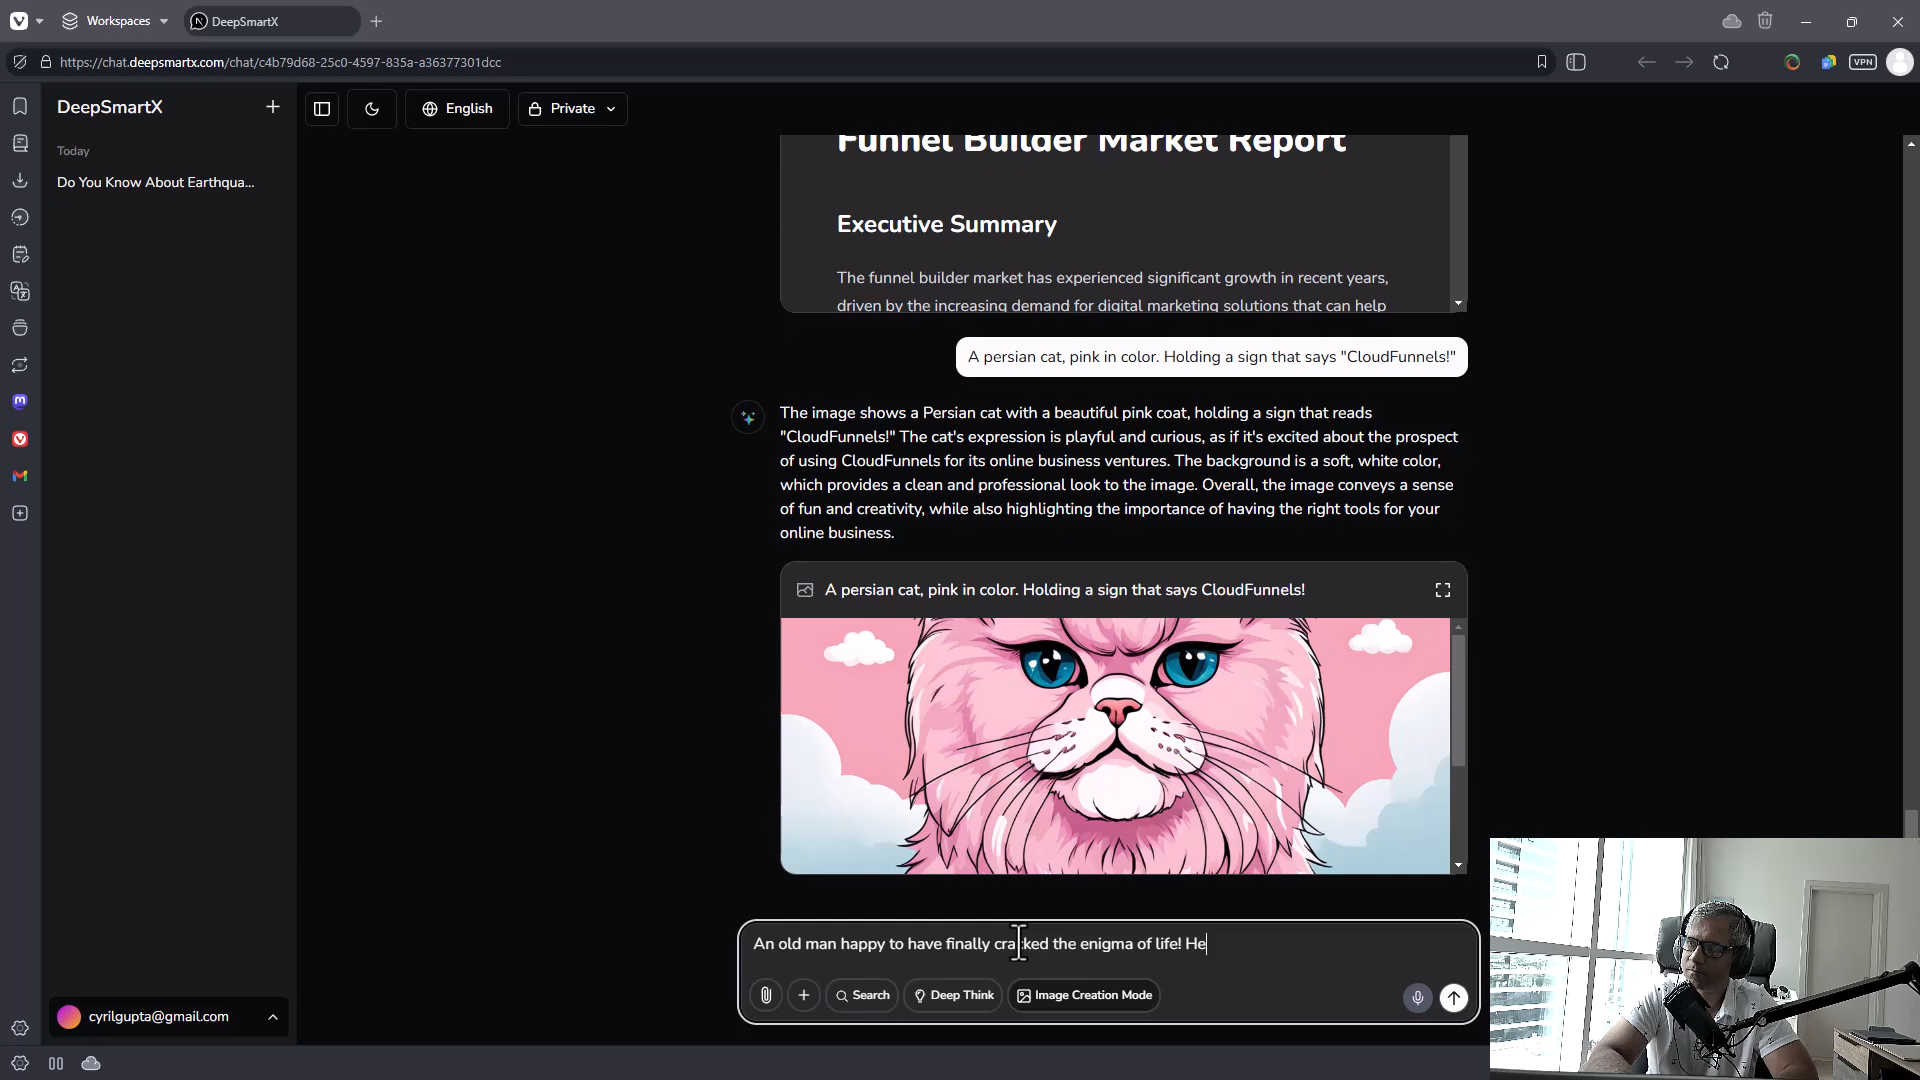 Workspaces
DeepSmartX
https://chat.deepsmartx.com/chat/c4b79d68-25c0-4597-835a-a36377301dcc
VPN
DeepSmartX
English
Private
Today
Do You Know About Earthqua...
Funnel Builder Market Report
Executive Summary
The funnel builder market has experienced significant growth in recent years,
driven by the increasing demand for digital marketing solutions that can help
A persian cat, pink in color. Holding a sign that says "CloudFunnels!"
The image shows a Persian cat with a beautiful pink coat, holding a sign that reads
"CloudFunnels!" The cat's expression is playful and curious, as if it's excited about the prospect
of using CloudFunnels for its online business ventures. The background is a soft, white color,
which provides a clean and professional look to the image. Overall, the image conveys a sense
of fun and creativity, while also highlighting the importance of having the right tools for your
online business.
A persian cat, pink in color. Holding a sign that says CloudFunnels!
An old man happy to have finally cracked the enigma of life! He
Search
Deep Think
Image Creation Mode
cyrilgupta@gmail.com